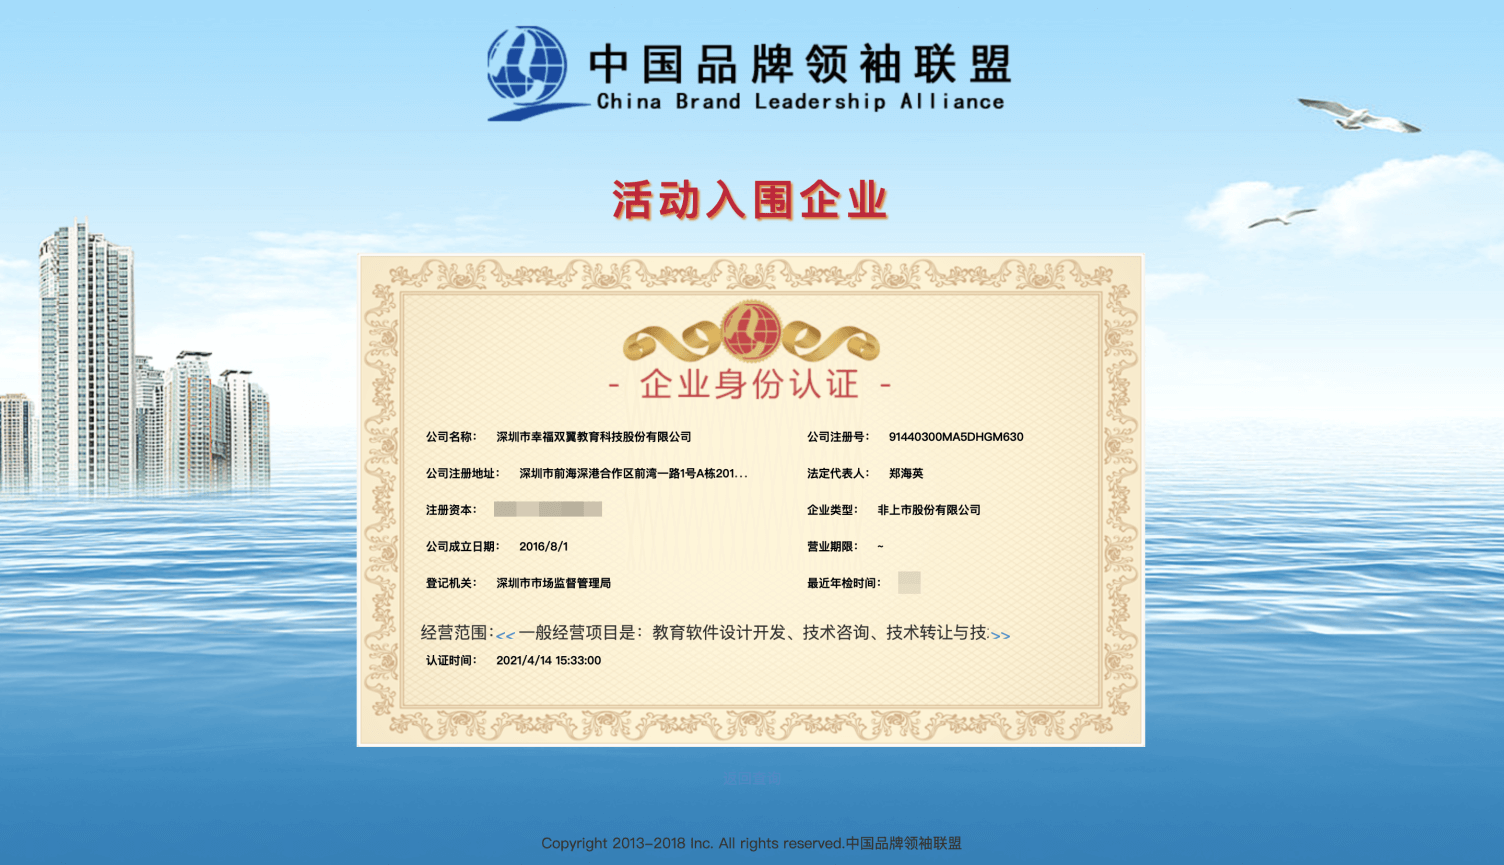 中国品牌领袖联盟
China Brand Leadership Alliance
活动入围企业
- 企业身份认证 -
公司名称： 深圳市幸福双翼教育科技股份有限公司 公司注册号： 91440300MA5DHGM630
公司注册地址： 深圳市前海深港合作区前湾一路1号A栋201... 法定代表人： 郑海英
注册资本： 企业类型： 非上市股份有限公司
公司成立日期： 2016/8/1 营业期限： ~
登记机关： 深圳市市场监督管理局 最近年检时间：
经营范围：<< 一般经营项目是：教育软件设计开发、技术咨询、技术转让与技 >>
认证时间： 2021/4/14 15:33:00
Copyright 2013-2018 Inc. All rights reserved.中国品牌领袖联盟